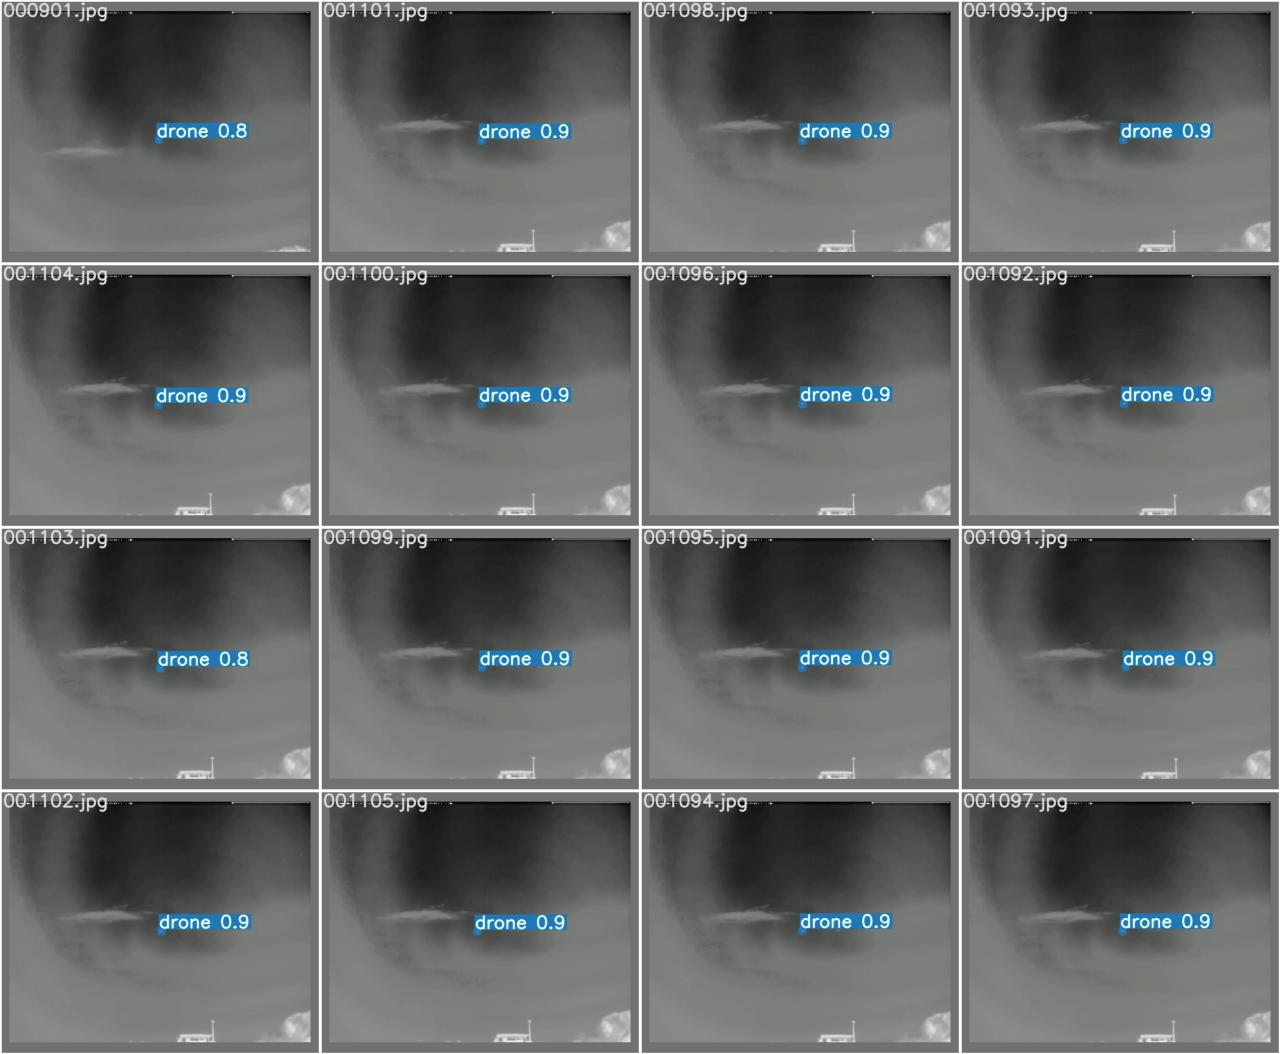 000901.jpg
001101.jpg
001098.jpg
001093.jpg
drone 0.8
drone 0.9
drone 0.9
drone 0.9
001104.jpg
001100.jpg
001096.jpg
001092.jpg
drone 0.9
drone 0.9
drone 0.9
drone 0.9
001103.jpg
001099.jpg
001095.jpg
001091.jpg
drone 0.8
drone 0.9
drone 0.9
drone 0.9
001102.jpg
001105.jpg
001094.jpg
001097.jpg
drone 0.9
drone 0.9
drone 0.9
drone 0.9